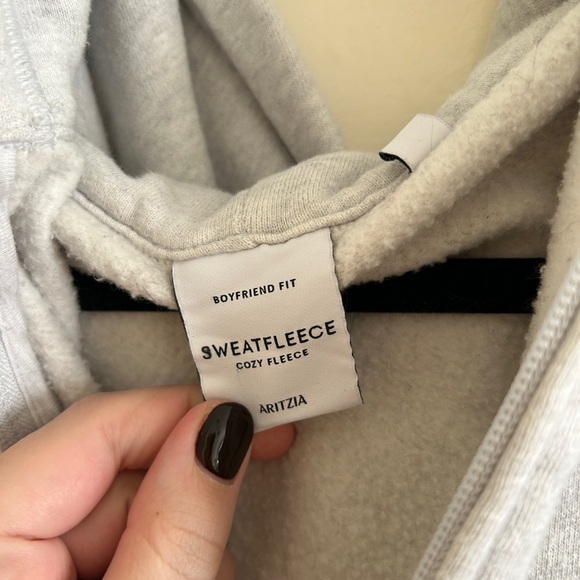 BOYFRIEND FIT
SWEATFLEECE
COZY FLEECE
ARITZIA